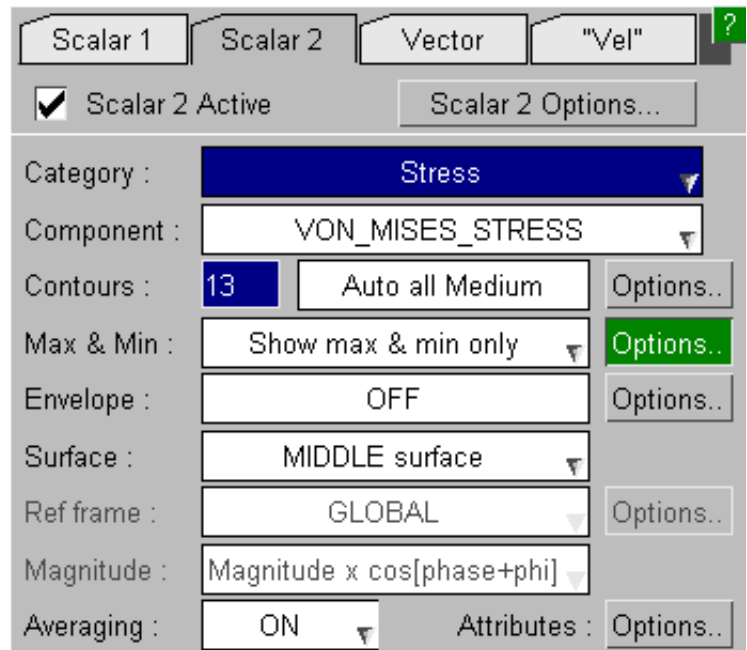 Scalar 1 Scalar 2 Vector "Vel" ?
Scalar 2 Active Scalar 2 Options...
Category : Stress
Component : VON_MISES_STRESS
Contours : 13 Auto all Medium Options..
Max & Min : Show max & min only Options..
Envelope : OFF Options..
Surface : MIDDLE surface
Ref frame : GLOBAL Options..
Magnitude : Magnitude x cos[phase+phi]
Averaging : ON Attributes : Options..